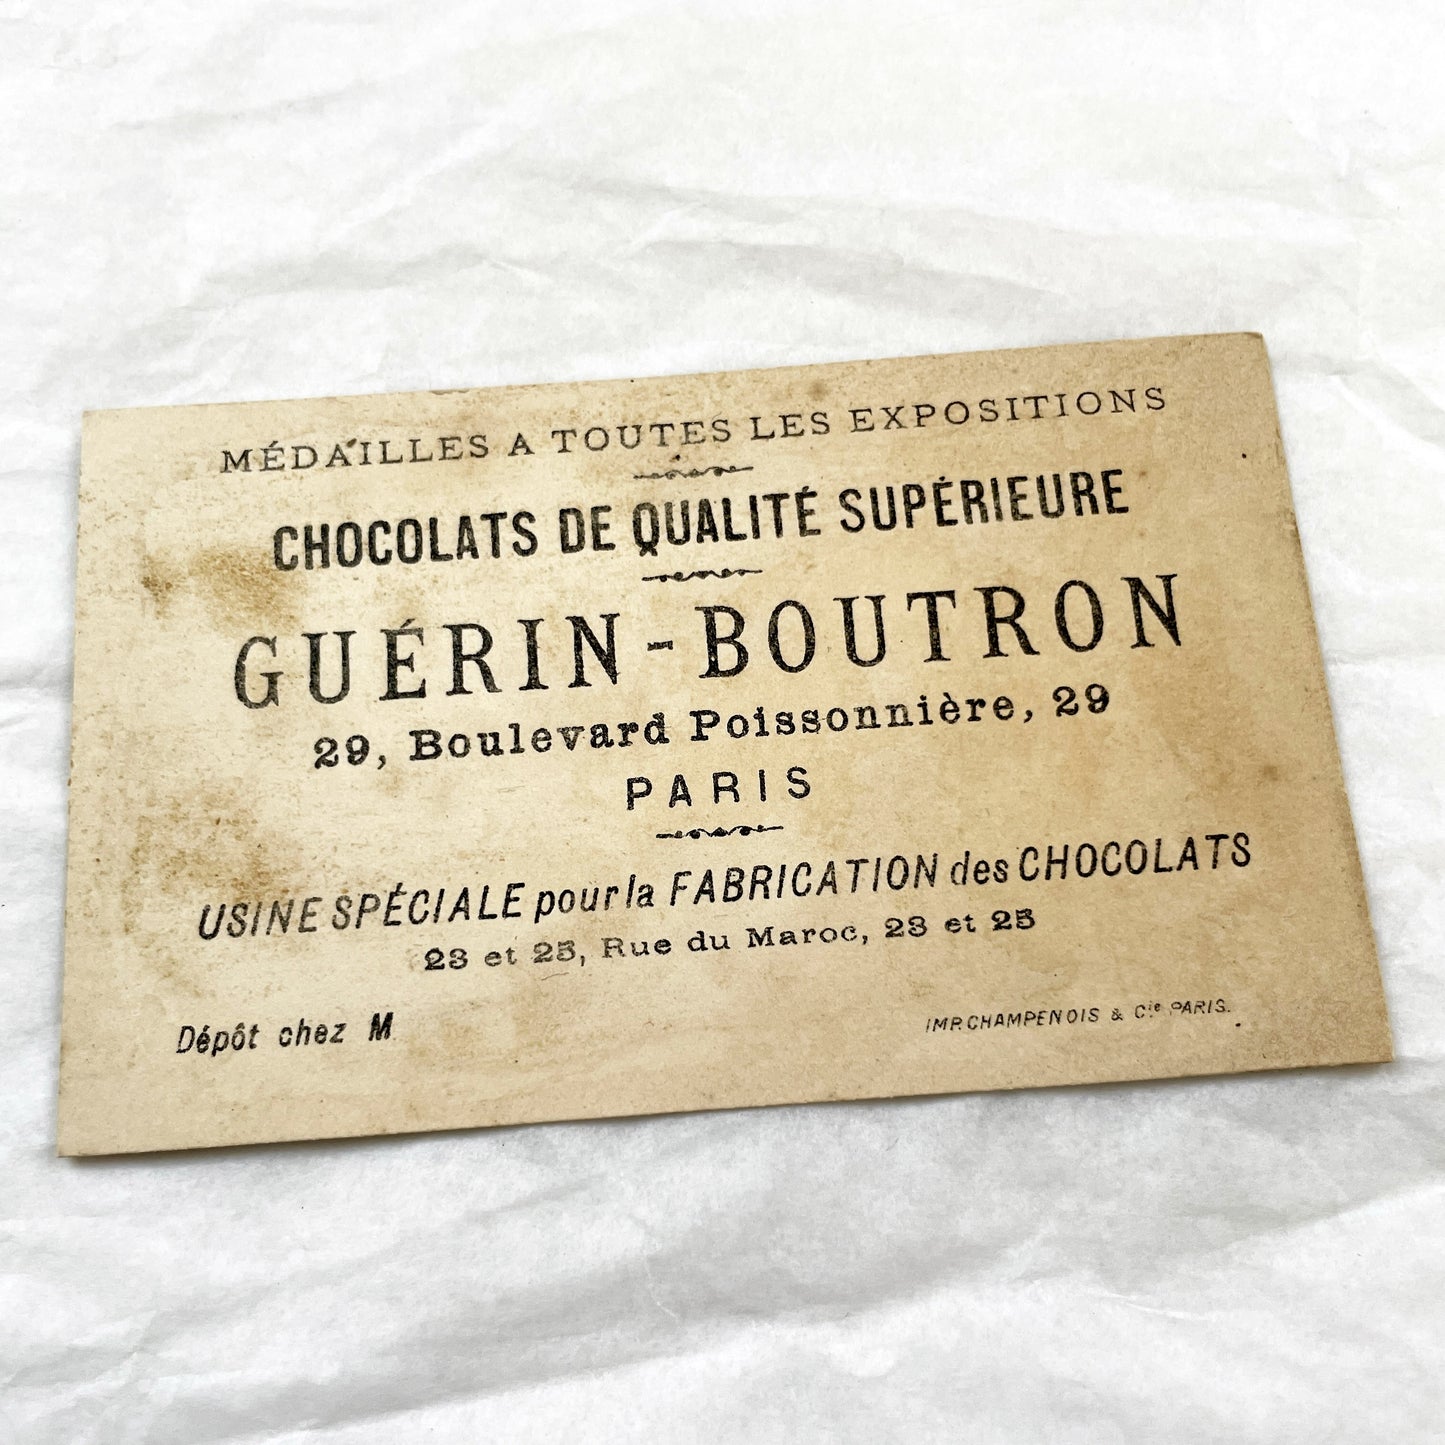 MÉDAILLES A TOUTES LES EXPOSITIONS
CHOCOLATS DE QUALITÉ SUPÉRIEURE
GUÉRIN-BOUTRON
29, Boulevard Poissonnière, 29
PARIS
USINE SPÉCIALE pour la FABRICATION des CHOCOLATS
23 et 25, Rue du Maroc, 23 et 25
Dépôt chez M
IMP. CHAMPENOIS & Cie PARIS.